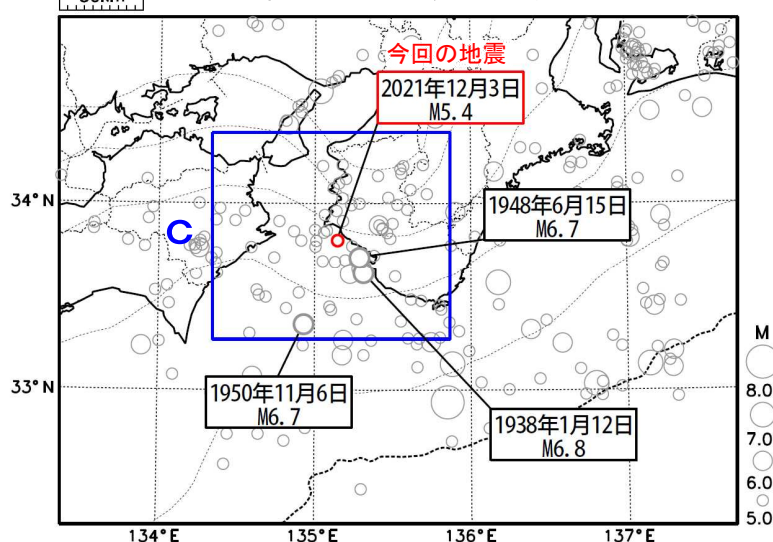 今回の地震
2021年12月3日
M5.4
34°N
1948年6月15日
M6.7
C
M
33°N
1950年11月6日
M6.7
1938年1月12日
M6.8
8.0
7.0
6.0
5.0
134°E
135°E
136°E
137°E